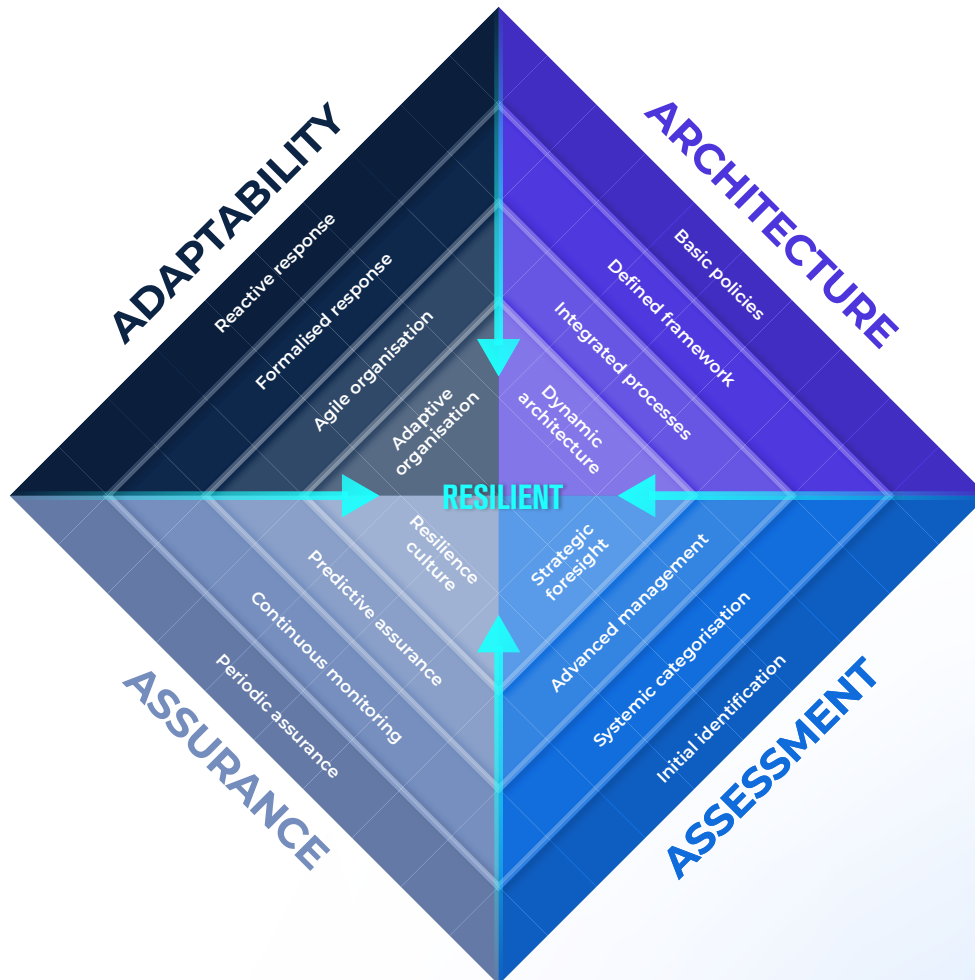 ADAPTABILITY
Reactive response
Formalised response
Agile organisation
Adaptive
organisation
ARCHITECTURE
Basic policies
Defined framework
Integrated processes
Dynamic
architecture
RESILIENT
ASSURANCE
Resilience
culture
Predictive assurance
Continuous monitoring
Periodic assurance
ASSESSMENT
Strategic
foresight
Advanced management
Systemic categorisation
Initial identification